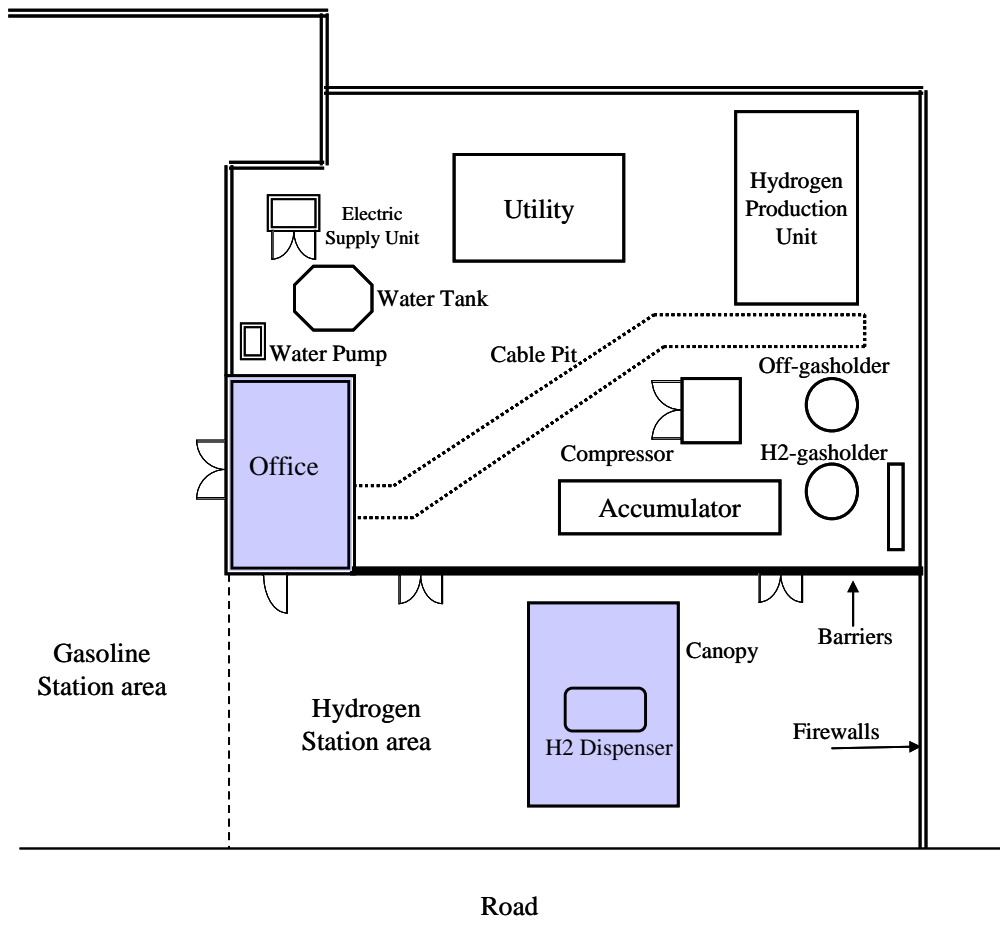 Utility
Hydrogen
Production
Unit
Electric
Supply Unit
Water Tank
Water Pump
Cable Pit
Off-gasholder
Office
Compressor
H2-gasholder
Accumulator
Barriers
Gasoline
Station area
Canopy
Hydrogen
Station area
H2 Dispenser
Firewalls
Road